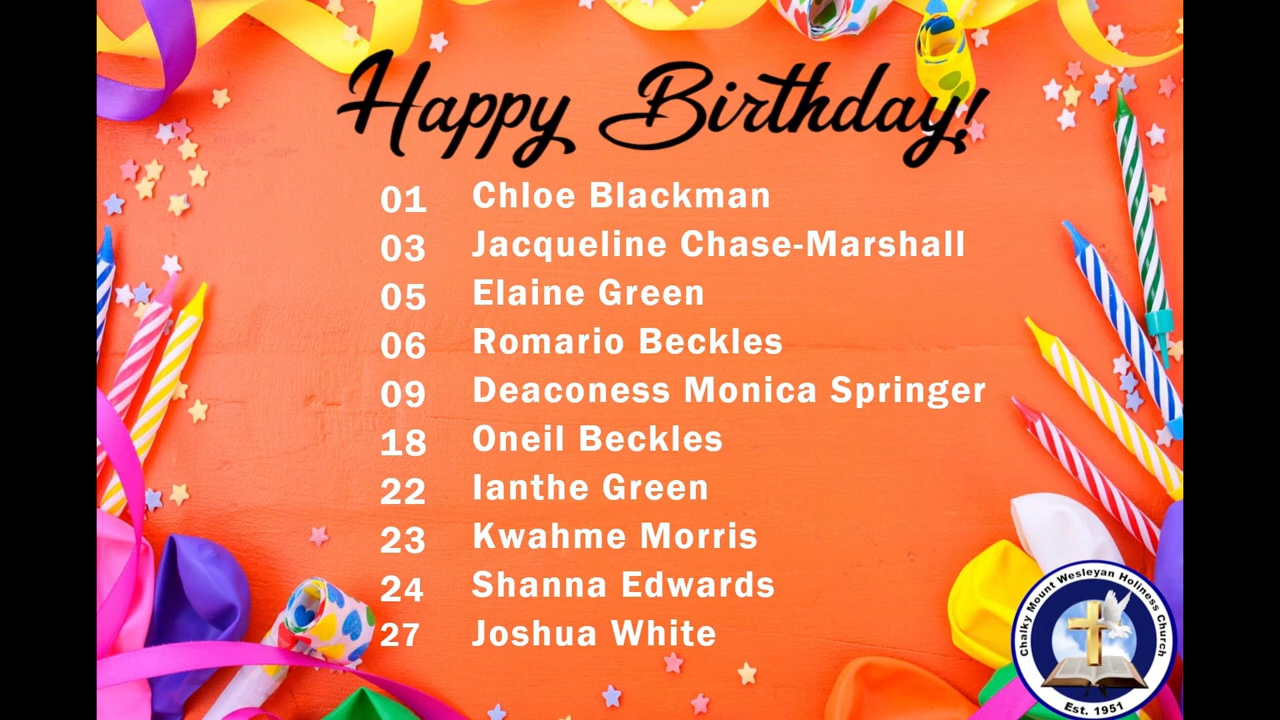 Happy Birthday!
01 Chloe Blackman
03 Jacqueline Chase-Marshall
05 Elaine Green
06 Romario Beckles
09 Deaconess Monica Springer
18 Oneil Beckles
22 Ianthe Green
23 Kwahme Morris
24 Shanna Edwards
27 Joshua White
Chalky Mount Wesleyan Holiness Church
Est. 1951